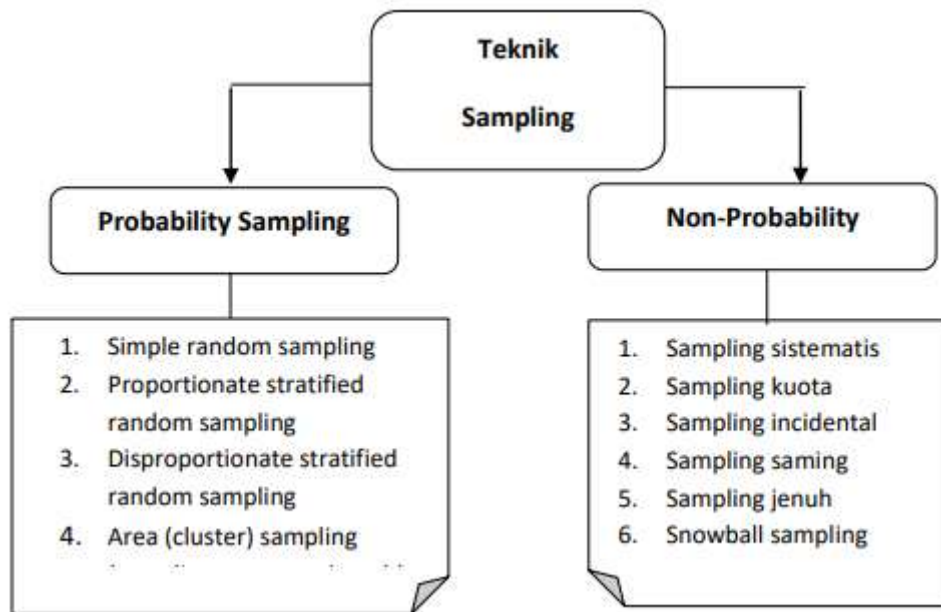 Teknik
Sampling
Probability Sampling
Non-Probability
1. Simple random sampling
2. Proportionate stratified
random sampling
3. Disproportionate stratified
random sampling
4. Area (cluster) sampling
1. Sampling sistematis
2. Sampling kuota
3. Sampling incidental
4. Sampling saming
5. Sampling jenuh
6. Snowball sampling